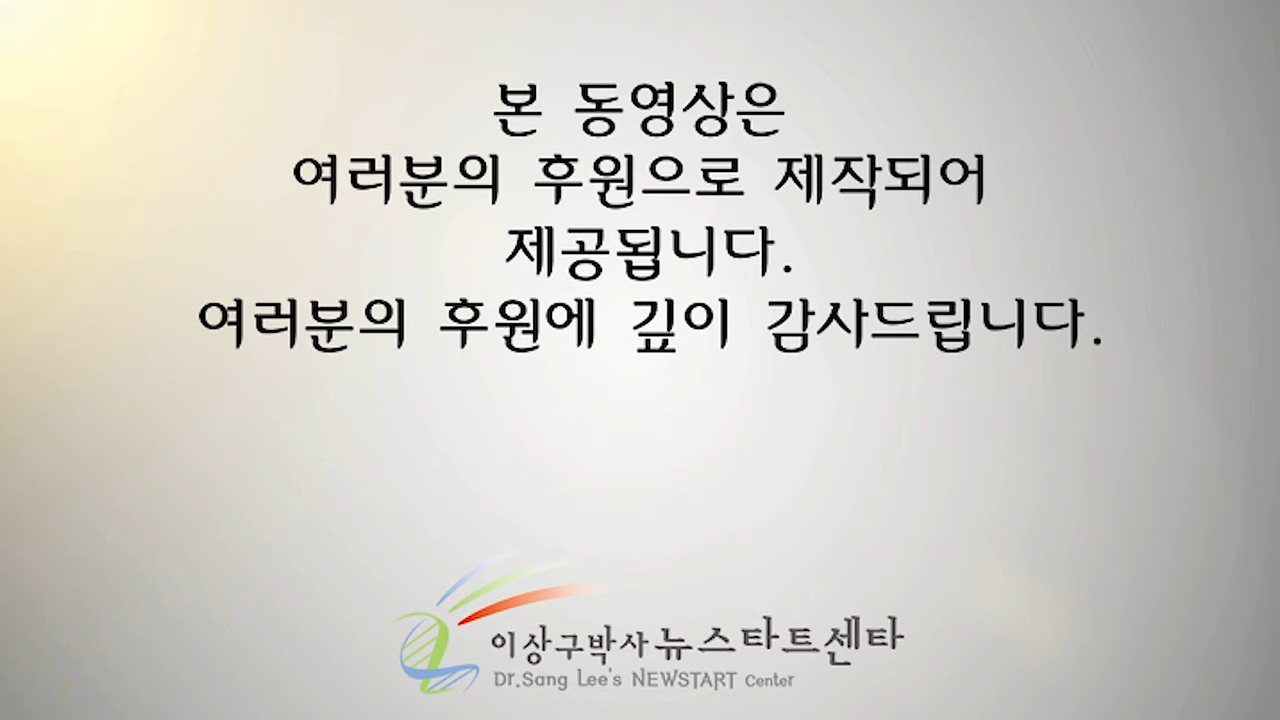 본 동영상은
여러분의 후원으로 제작되어
제공됩니다.
여러분의 후원에 깊이 감사드립니다.
이상구박사 뉴스타트센타
Dr.Sang Lee's NEWSTART Center